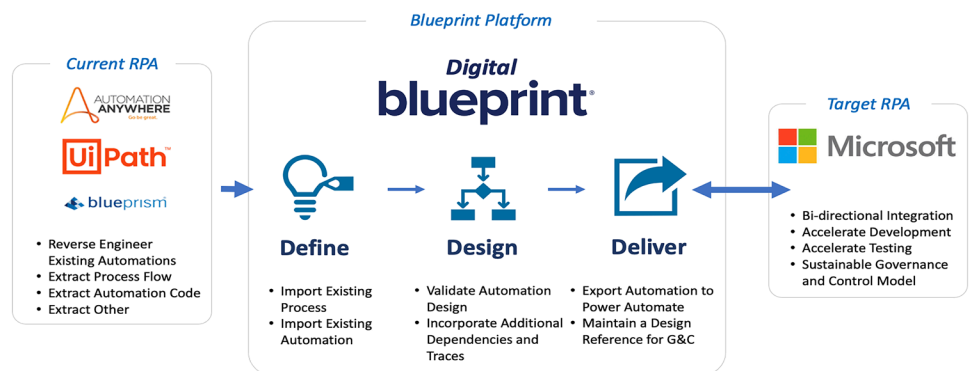 Blueprint Platform
Current RPA
AUTOMATION
ANYWHERE
Go be great.
UiPath™
blueprism
• Reverse Engineer
Existing Automations
• Extract Process Flow
• Extract Automation Code
• Extract Other
Digital
blueprint®
Define
• Import Existing
Process
• Import Existing
Automation
Design
• Validate Automation
Design
• Incorporate Additional
Dependencies and
Traces
Deliver
• Export Automation to
Power Automate
• Maintain a Design
Reference for G&C
Target RPA
Microsoft
• Bi-directional Integration
• Accelerate Development
• Accelerate Testing
• Sustainable Governance
and Control Model